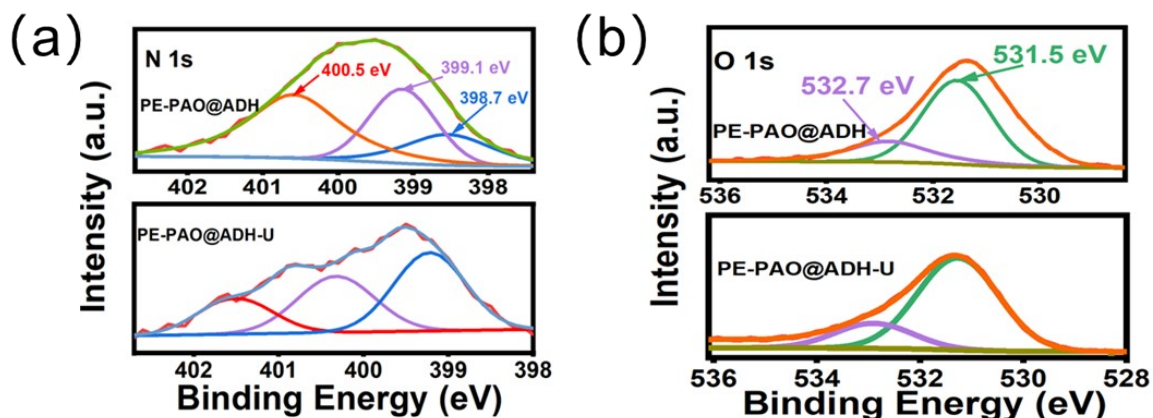 (a)
N 1s
400.5 eV
399.1 eV
398.7 eV
PE-PAO@ADH
402 401 400 399 398
PE-PAO@ADH-U
402 401 400 399 398
Intensity (a.u.)
Binding Energy (eV)
(b)
O 1s
531.5 eV
532.7 eV
PE-PAO@ADH
536 534 532 530
PE-PAO@ADH-U
536 534 532 530 528
Intensity (a.u.)
Binding Energy (eV)